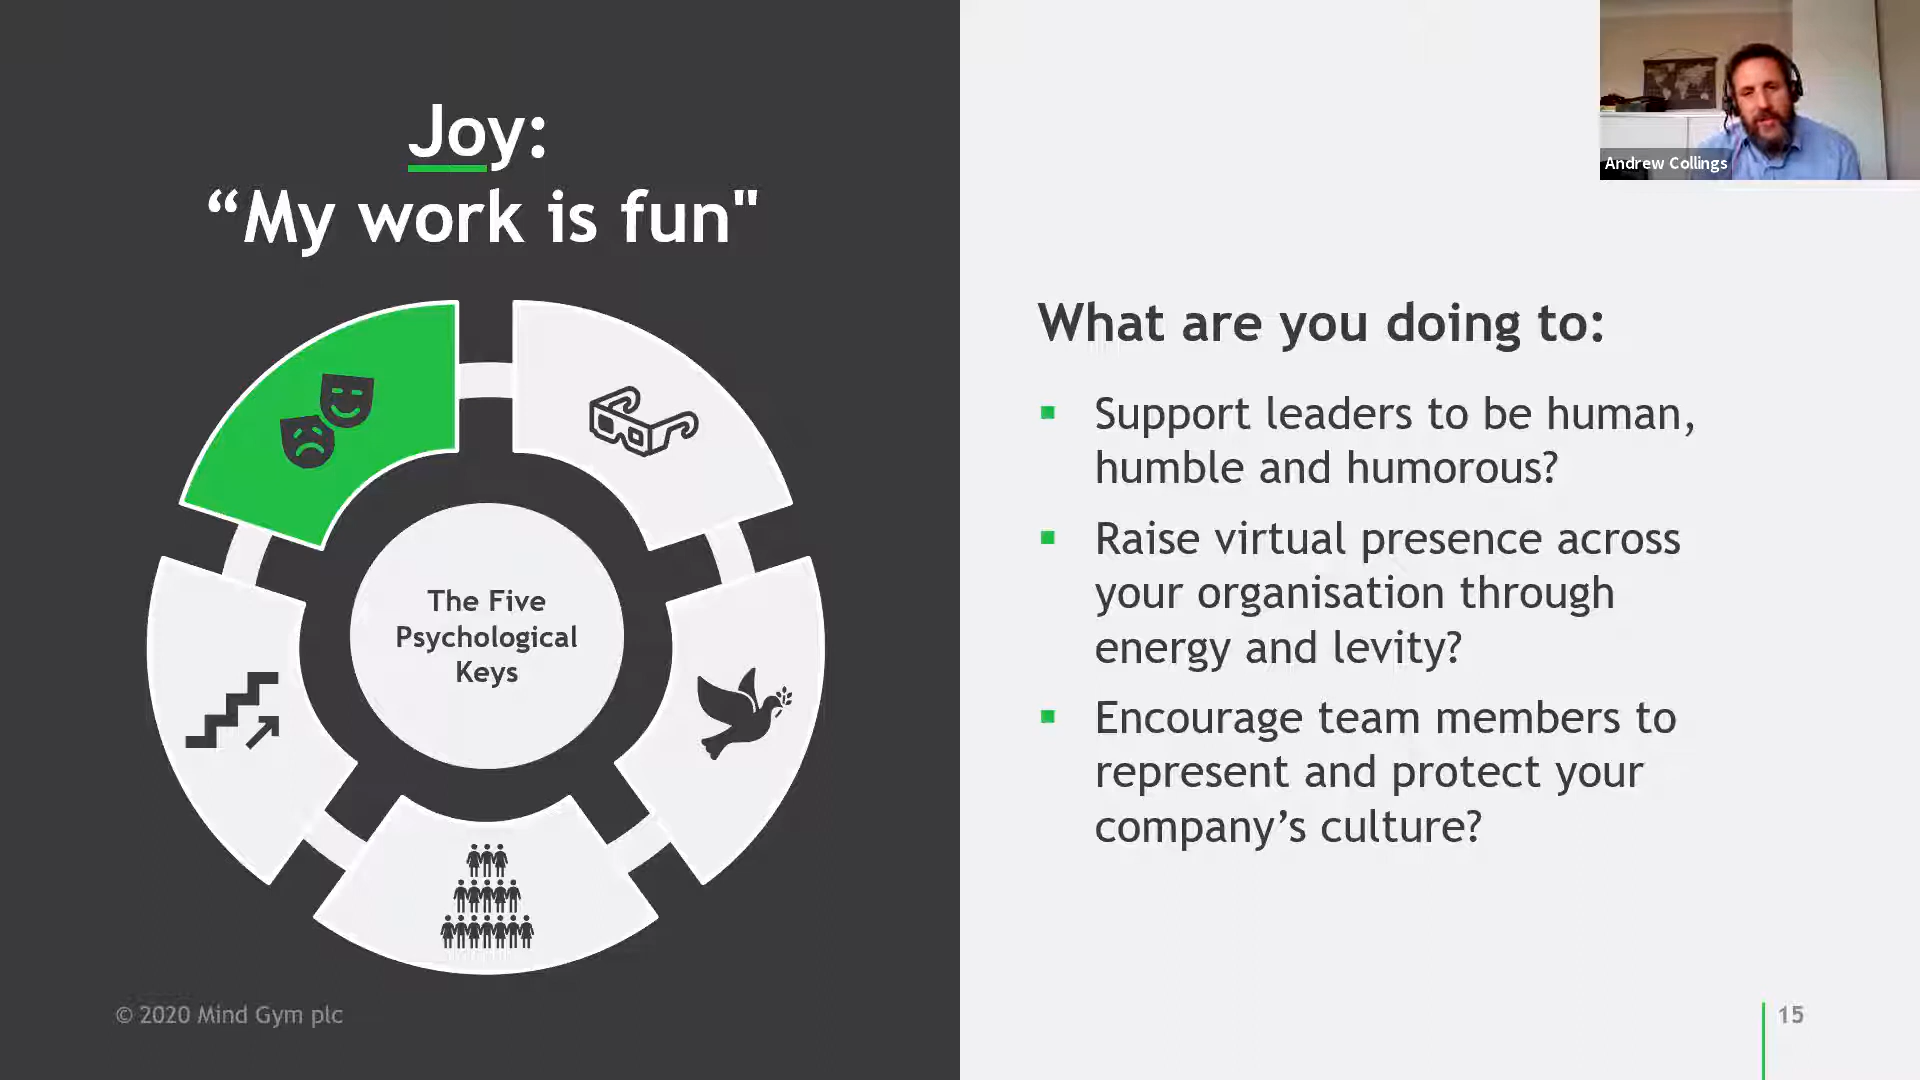 Joy:
“My work is fun"
The Five
Psychological
Keys
© 2020 Mind Gym plc
Andrew Collings
What are you doing to:
▪ Support leaders to be human,
humble and humorous?
▪ Raise virtual presence across
your organisation through
energy and levity?
▪ Encourage team members to
represent and protect your
company’s culture?
15